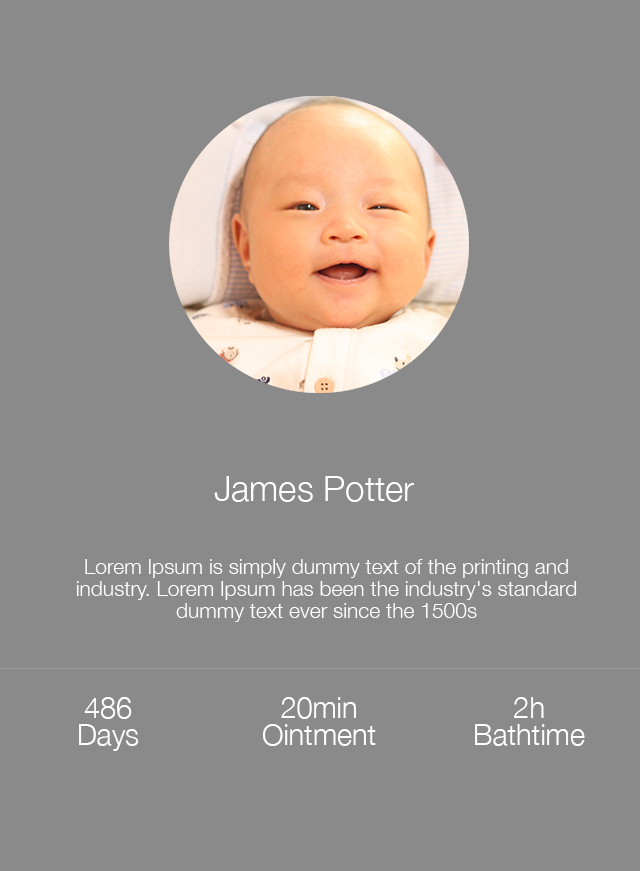 James Potter
Lorem Ipsum is simply dummy text of the printing and
industry. Lorem Ipsum has been the industry's standard
dummy text ever since the 1500s
486
Days
20min
Ointment
2h
Bathtime